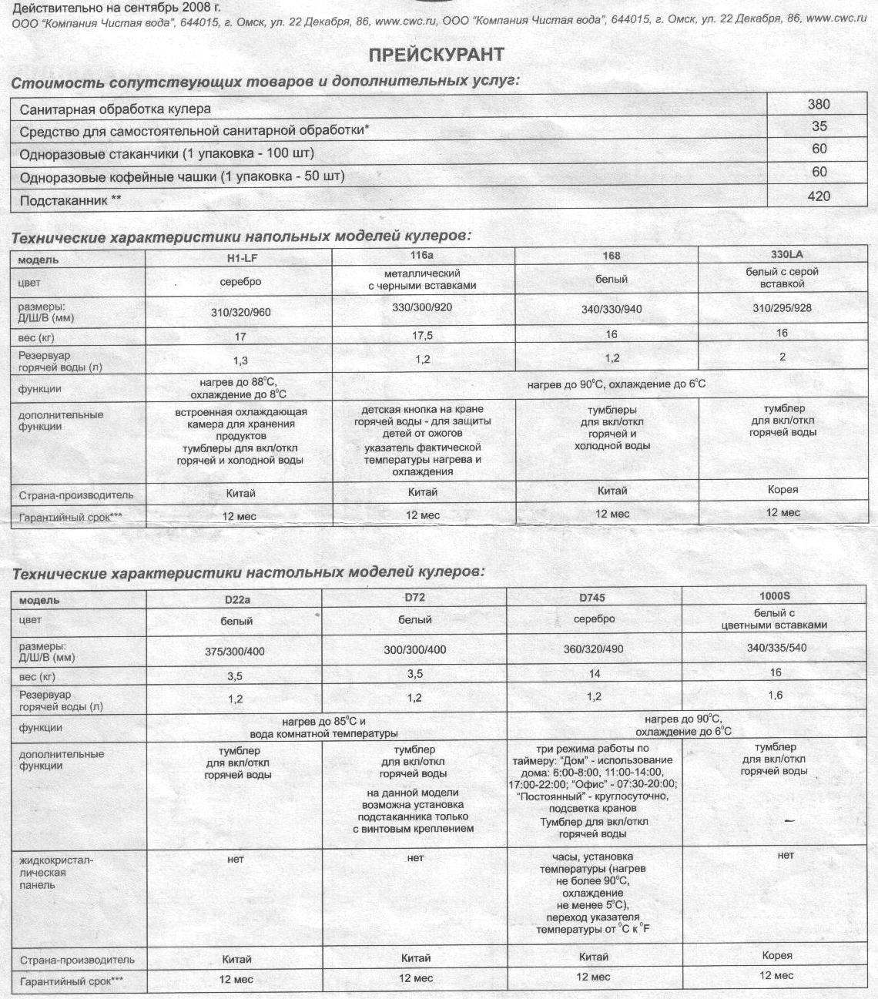 Действительно на сентябрь 2008 г.
ООО "Компания Чистая вода", 644015, г. Омск, ул. 22 Декабря, 86, www.cwc.ru, ООО "Компания Чистая вода", 644015, г. Омск, ул. 22 Декабря, 86, www.cwc.ru
ПРЕЙСКУРАНТ
Стоимость сопутствующих товаров и дополнительных услуг:
Санитарная обработка кулера 380
Средство для самостоятельной санитарной обработки* 35
Одноразовые стаканчики (1 упаковка - 100 шт) 60
Одноразовые кофейные чашки (1 упаковка - 50 шт) 60
Подстаканник ** 420
Технические характеристики напольных моделей кулеров:
модель H1-LF 116a 168 330LA
цвет
серебро
металлический
с черными вставками
белый
белый с серой
вставкой
размеры:
Д/Ш/В (мм)
310/320/960 330/300/920 340/330/940 310/295/928
вес (кг) 17 17,5 16 16
Резервуар
горячей воды (л)
1,3 1,2 1,2 2
функции
нагрев до 88⁰С,
охлаждение до 8⁰С
нагрев до 90⁰С, охлаждение до 6⁰С
дополнительные
функции
встроенная охлаждающая
камера для хранения
продуктов
тумблеры для вкл/откл
горячей и холодной воды
детская кнопка на кране
горячей воды - для защиты
детей от ожогов
указатель фактической
температуры нагрева и
охлаждения
тумблеры
для вкл/откл
горячей и
холодной воды
тумблер
для вкл/откл
горячей воды
Страна-производитель Китай Китай Китай Корея
Гарантийный срок*** 12 мес 12 мес 12 мес 12 мес
Технические характеристики настольных моделей кулеров:
модель D22a D72 D745 1000S
цвет
белый
белый
серебро
белый с
цветными вставками
размеры:
Д/Ш/В (мм)
375/300/400 300/300/400 360/320/490 340/335/540
вес (кг) 3,5 3,5 14 16
Резервуар
горячей воды (л)
1,2 1,2 1,2 1,6
функции
нагрев до 85⁰С и
вода комнатной температуры
нагрев до 90⁰С,
охлаждение до 6⁰С
дополнительные
функции
тумблер
для вкл/откл
горячей воды
тумблер
для вкл/откл
горячей воды
на данной модели
возможна установка
подстаканника только
с винтовым креплением
три режима работы по
таймеру: "Дом" - использование
дома: 6:00-8:00, 11:00-14:00,
17:00-22:00; "Офис" - 07:30-20:00;
"Постоянный" - круглосуточно,
подсветка кранов
Тумблер для вкл/откл
горячей воды
тумблер
для вкл/откл
горячей воды
–
жидкокристал-
лическая
панель
нет
нет
часы, установка
температуры (нагрев
не более 90⁰С,
охлаждение
не менее 5⁰С),
переход указателя
температуры от ⁰С к ⁰F
нет
Страна-производитель Китай Китай Китай Корея
Гарантийный срок*** 12 мес 12 мес 12 мес 12 мес